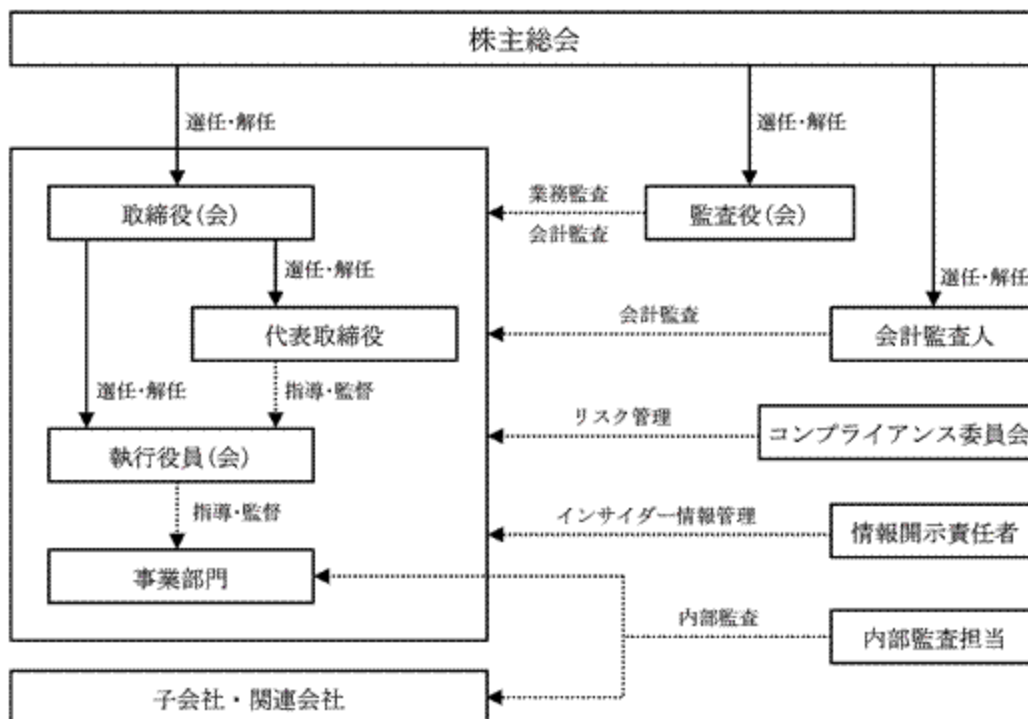 株主総会
選任・解任
選任・解任
取締役(会)
業務監査
会計監査
監査役(会)
選任・解任
選任・解任
代表取締役
会計監査
会計監査人
選任・解任
指導・監督
リスク管理
コンプライアンス委員会
執行役員(会)
指導・監督
インサイダー情報管理
情報開示責任者
事業部門
内部監査
内部監査担当
子会社・関連会社